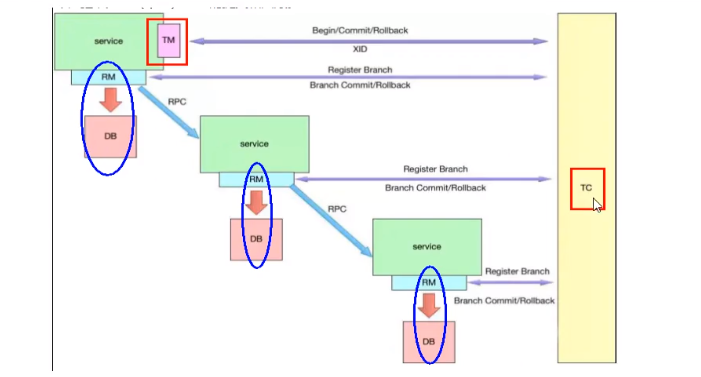 Begin/Commit/Rollback
service
TM
XID
Register Branch
RM
Branch Commit/Rollback
RPC
DB
service
Register Branch
RM
Branch Commit/Rollback
TC
RPC
DB
service
Register Branch
RM
Branch Commit/Rollback
DB